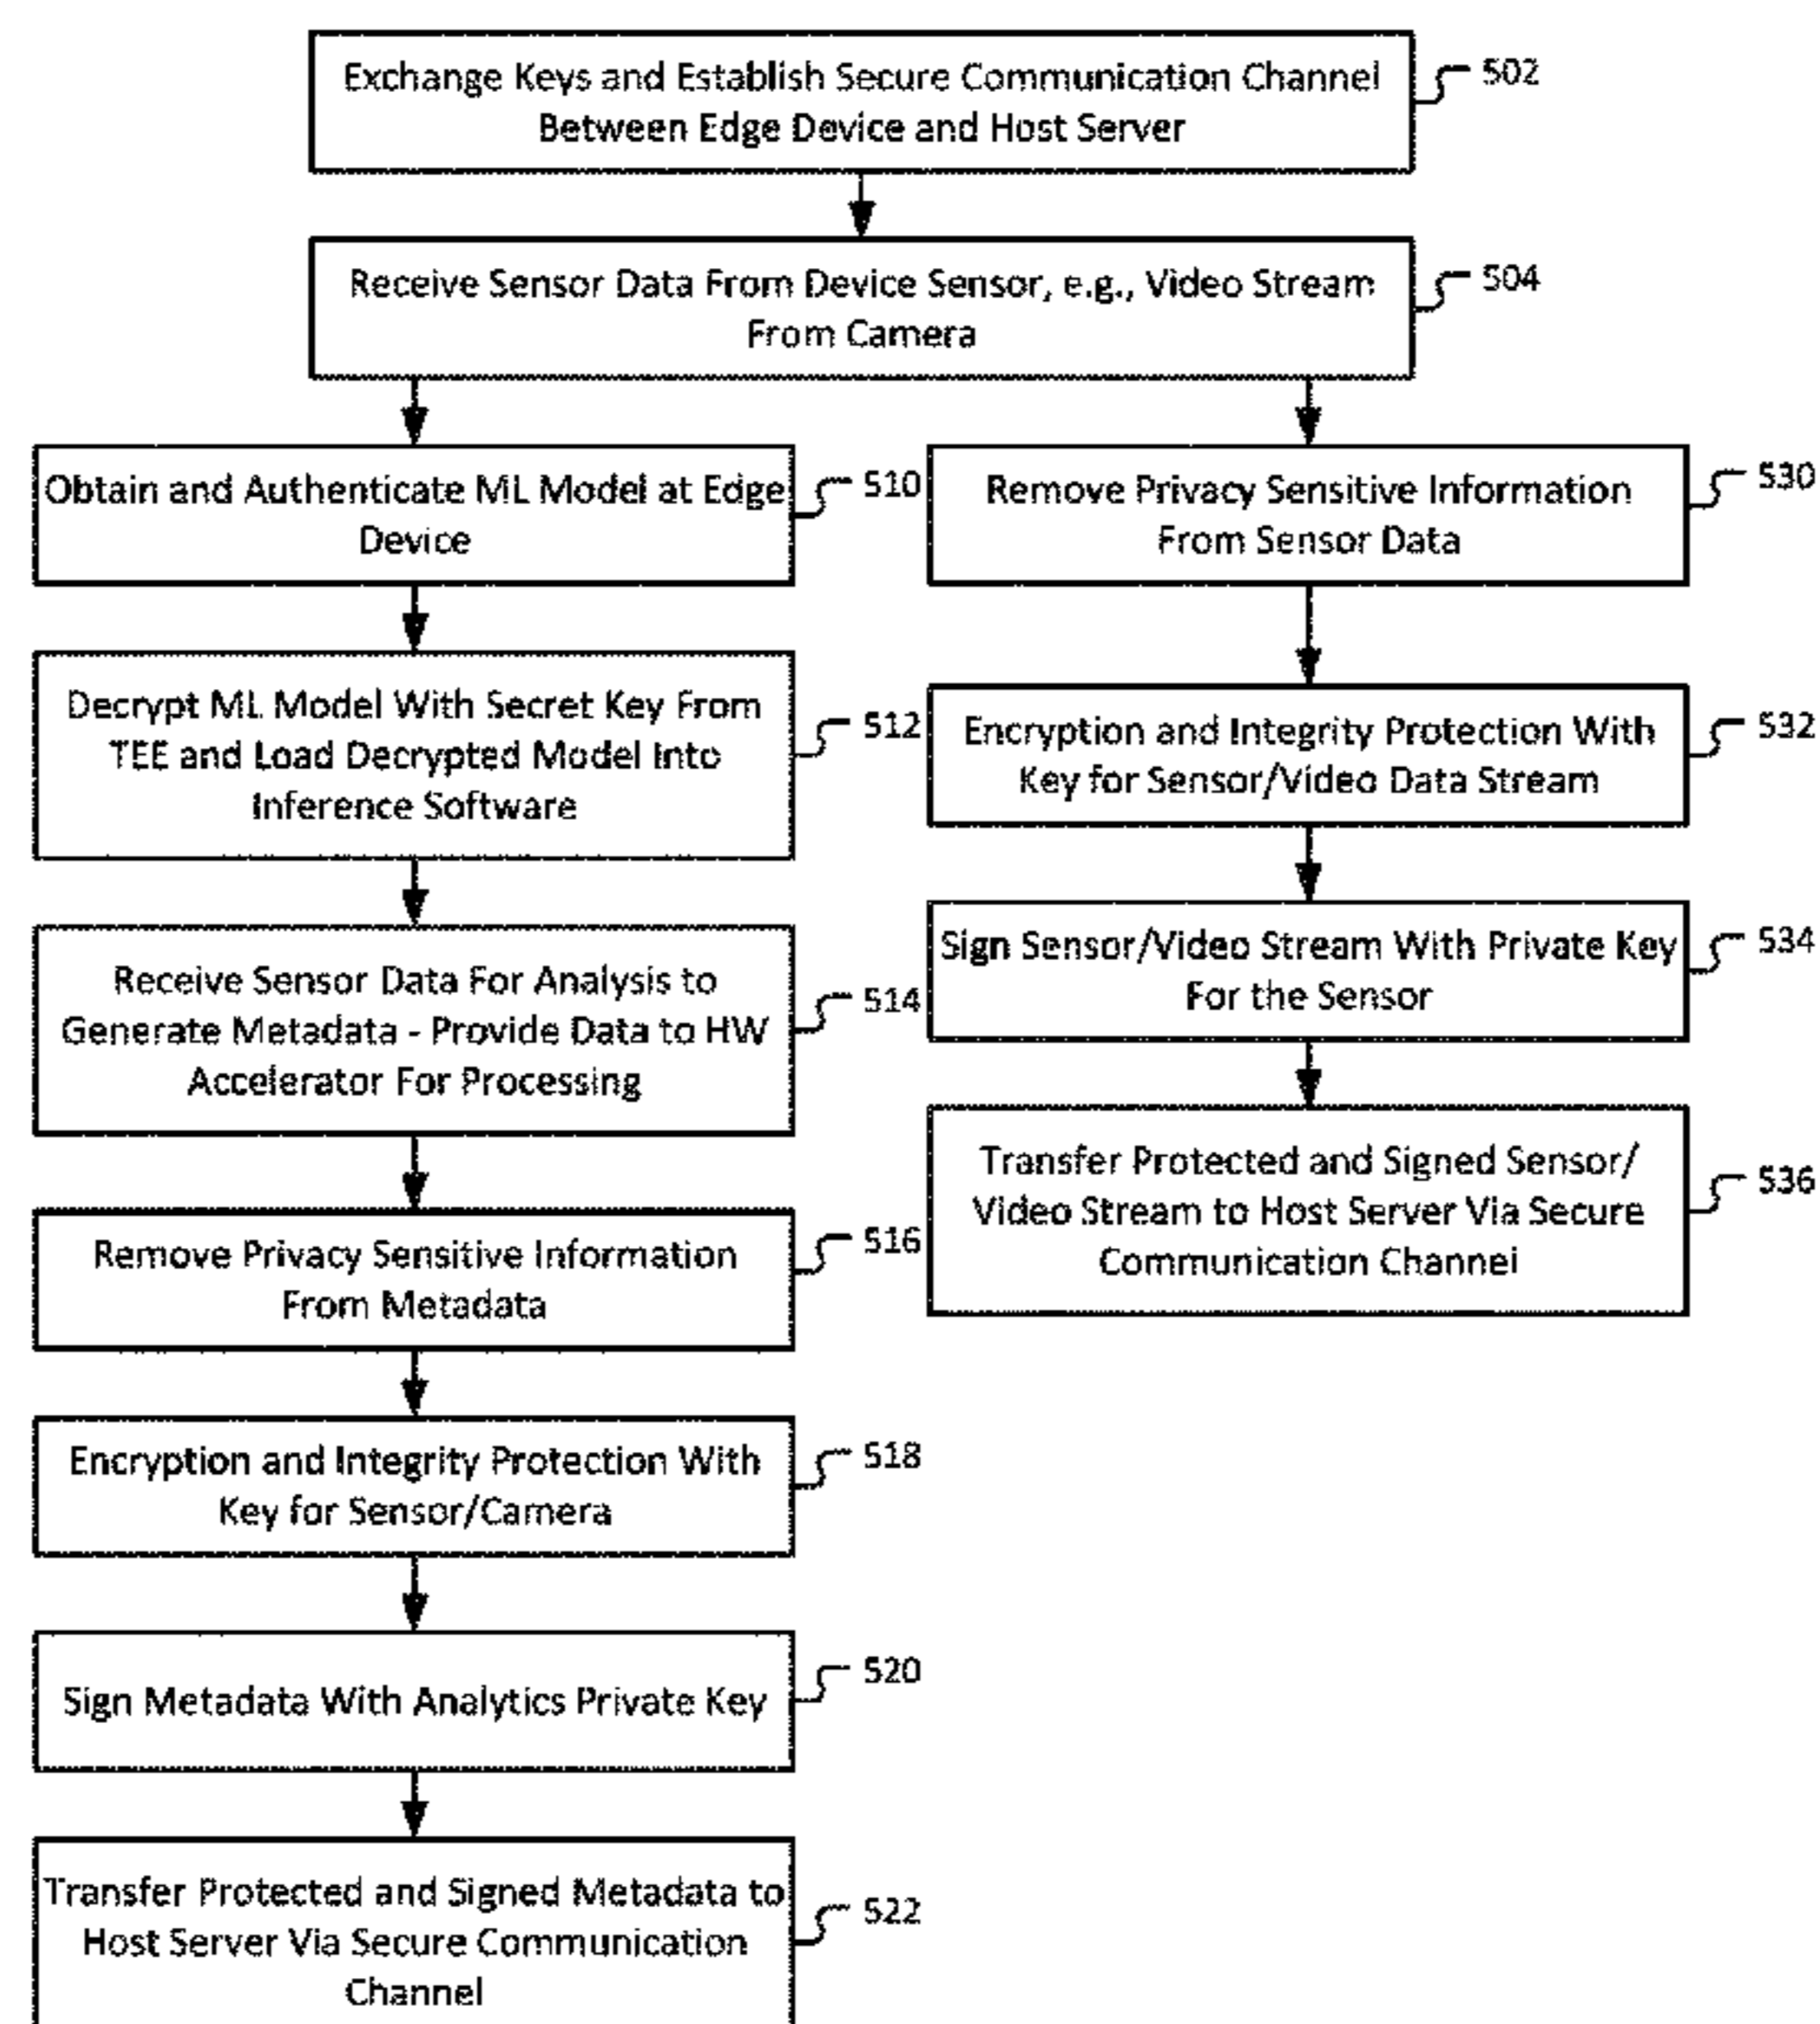 Exchange Keys and Establish Secure Communication Channel
Between Edge Device and Host Server
502
Receive Sensor Data From Device Sensor, e.g., Video Stream
From Camera
504
Obtain and Authenticate ML Model at Edge
Device
510
Decrypt ML Model With Secret Key From
TEE and Load Decrypted Model Into
Inference Software
512
Receive Sensor Data For Analysis to
Generate Metadata - Provide Data to HW
Accelerator For Processing
514
Remove Privacy Sensitive Information
From Metadata
516
Encryption and Integrity Protection With
Key for Sensor/Camera
518
Sign Metadata With Analytics Private Key
520
Transfer Protected and Signed Metadata to
Host Server Via Secure Communication
Channel
522
Remove Privacy Sensitive Information
From Sensor Data
530
Encryption and Integrity Protection With
Key for Sensor/Video Data Stream
532
Sign Sensor/Video Stream With Private Key
For the Sensor
534
Transfer Protected and Signed Sensor/
Video Stream to Host Server Via Secure
Communication Channel
536